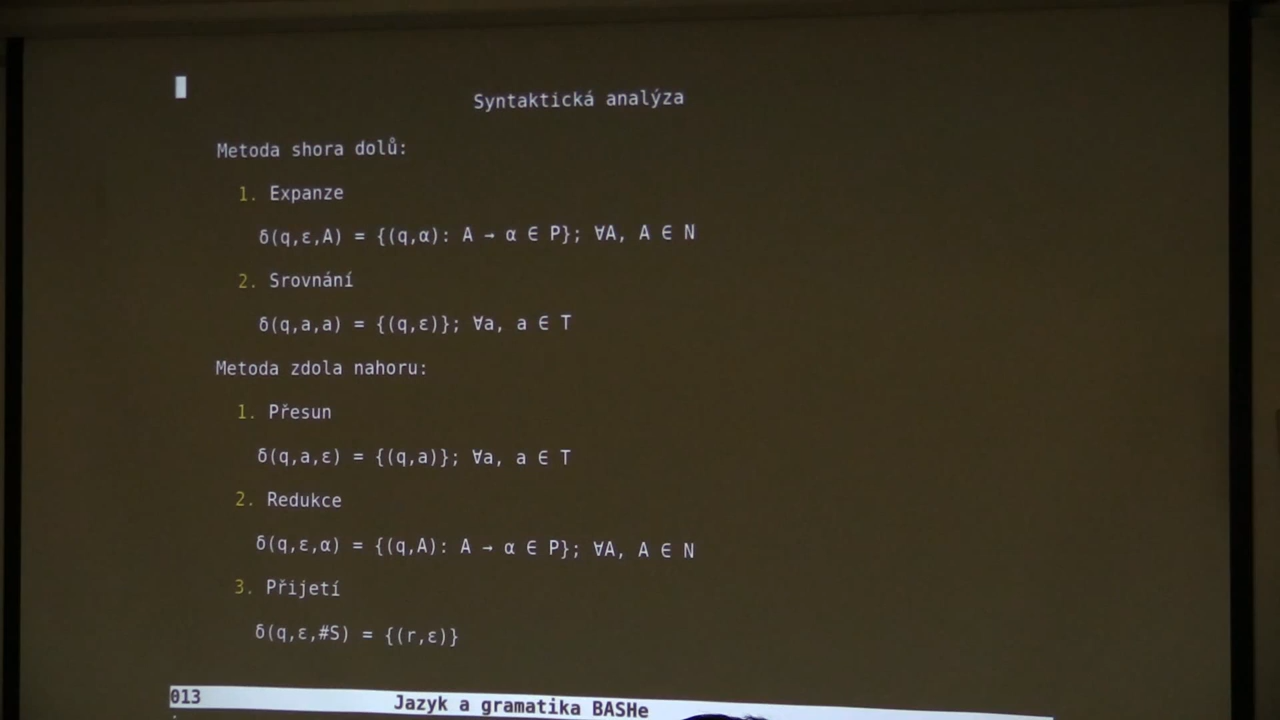 Syntaktická analýza
Metoda shora dolů:
1. Expanze
δ(q,ε,A) = {(q,α): A → α ∈ P}; ∀A, A ∈ N
2. Srovnání
δ(q,a,a) = {(q,ε)}; ∀a, a ∈ T
Metoda zdola nahoru:
1. Přesun
δ(q,a,ε) = {(q,a)}; ∀a, a ∈ T
2. Redukce
δ(q,ε,α) = {(q,A): A → α ∈ P}; ∀A, A ∈ N
3. Přijetí
δ(q,ε,#S) = {(r,ε)}
013 Jazyk a gramatika BASHe